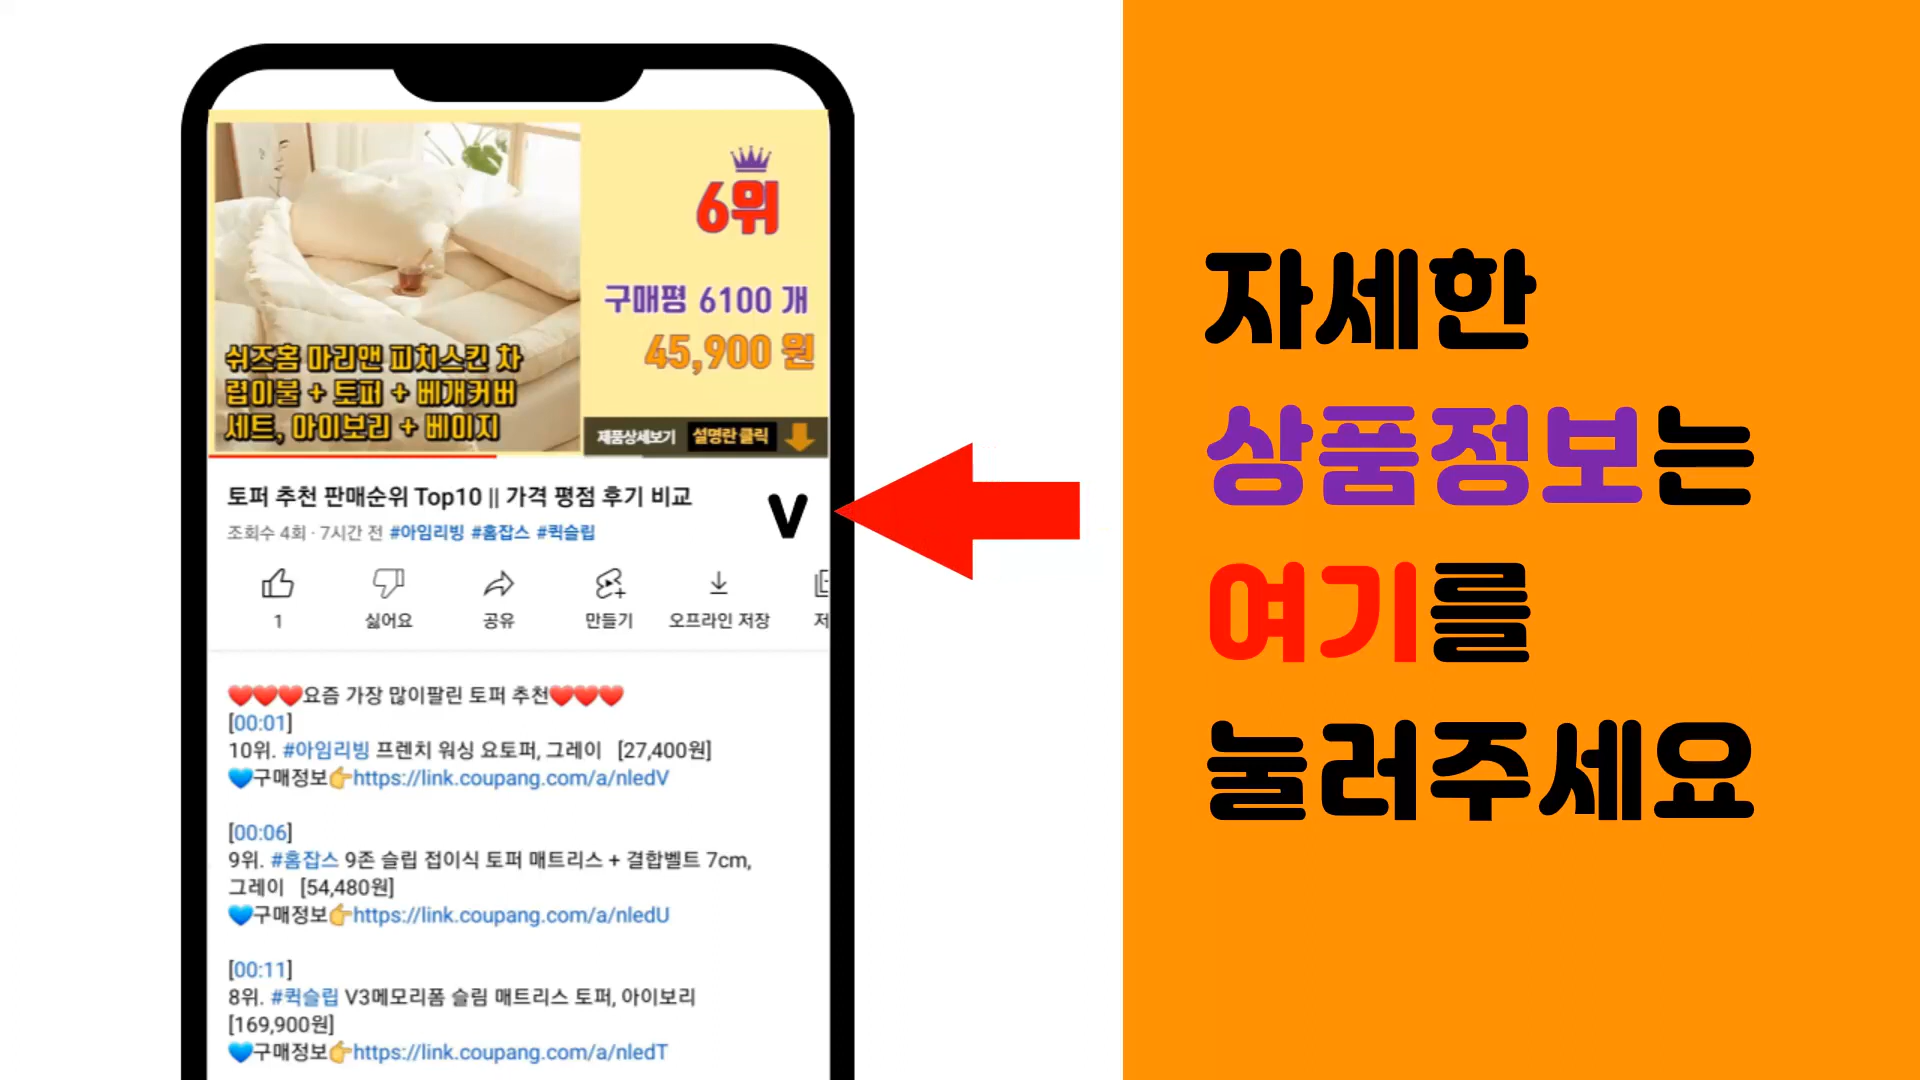 6위
구매평 6100 개
45,900 원
쉬즈홈 마리앤 피치스킨 차
렵이불 + 토퍼 + 베개커버
세트, 아이보리 + 베이지
제품상세보기 설명란 클릭
토퍼 추천 판매순위 Top10 || 가격 평점 후기 비교
V
조회수 4회 · 7시간 전 #아임리빙 #홈잡스 #퀵슬립
1 싫어요 공유 만들기 오프라인 저장 저
❤️❤️❤️요즘 가장 많이팔린 토퍼 추천❤️❤️❤️
[00:01]
10위. #아임리빙 프렌치 워싱 요토퍼, 그레이 [27,400원]
💙구매정보👉https://link.coupang.com/a/nledV
[00:06]
9위. #홈잡스 9존 슬립 접이식 토퍼 매트리스 + 결합벨트 7cm,
그레이 [54,480원]
💙구매정보👉https://link.coupang.com/a/nledU
[00:11]
8위. #퀵슬립 V3메모리폼 슬림 매트리스 토퍼, 아이보리
[169,900원]
💙구매정보👉https://link.coupang.com/a/nledT
자세한
상품정보는
여기를
눌러주세요